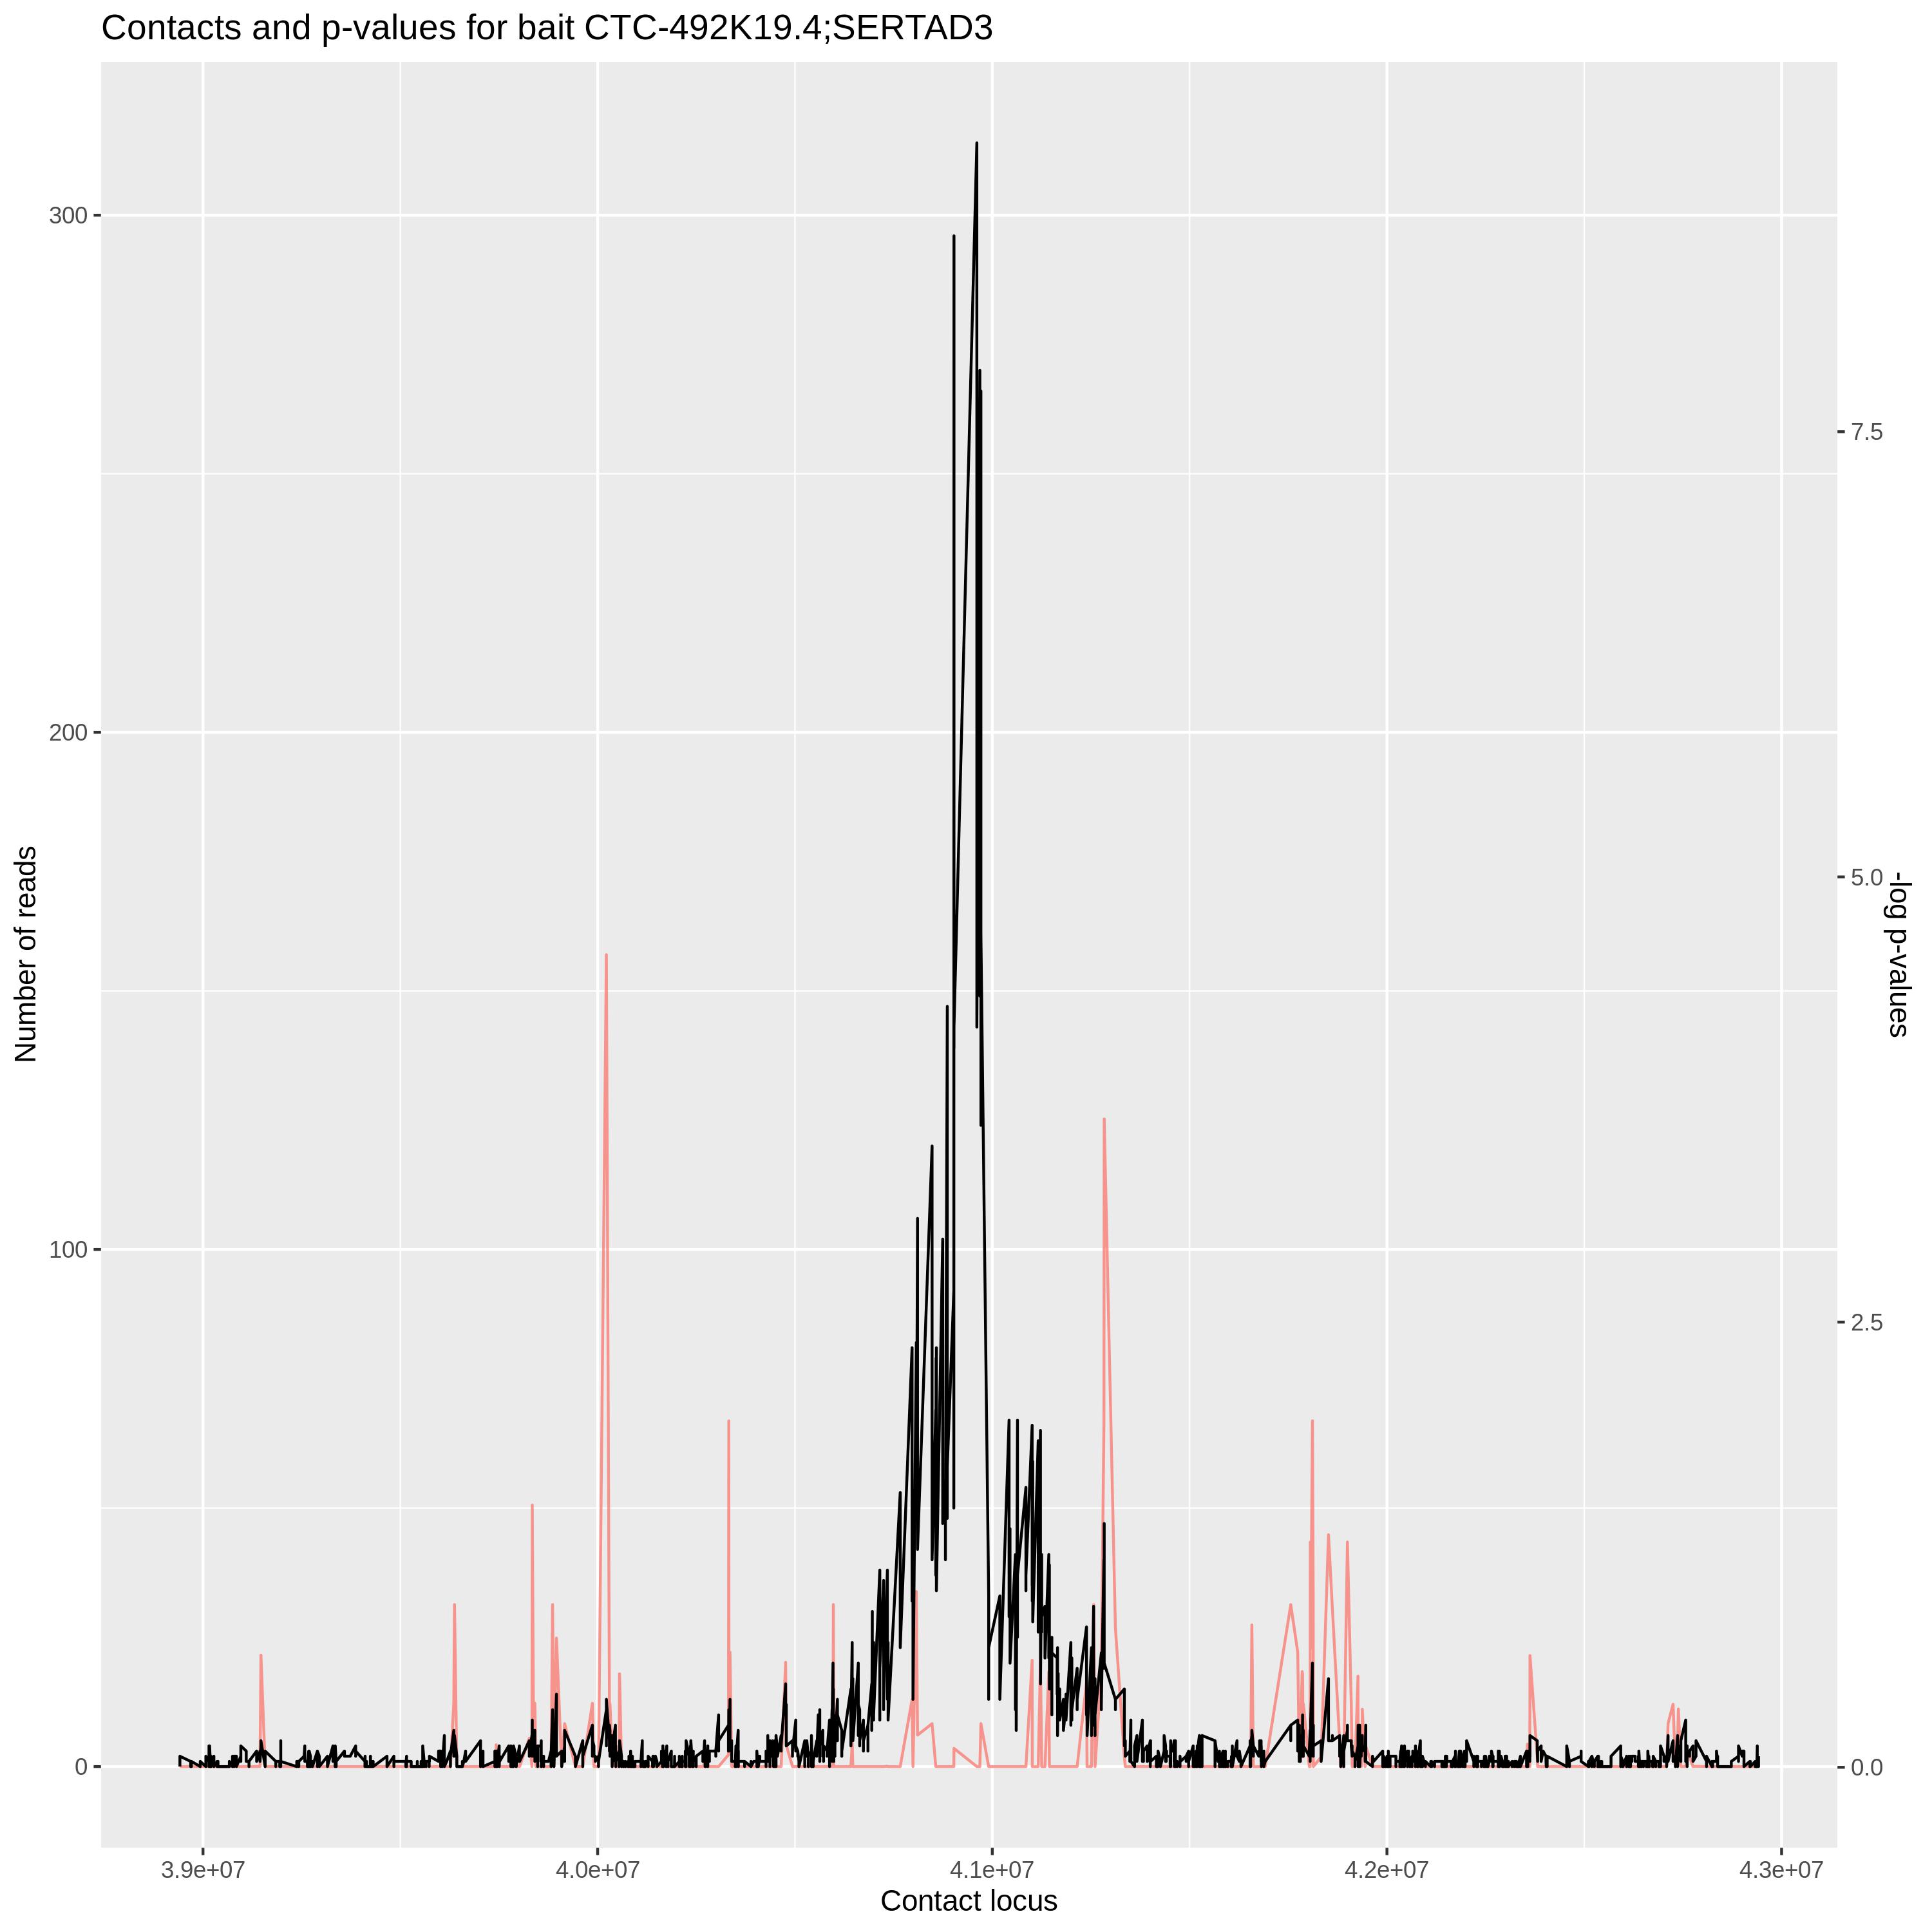 Contacts and p-values for bait CTC-492K19.4;SERTAD3
300
200
100
0
Number of reads
7.5
5.0
2.5
0.0
-log p-values
3.9e+07
4.0e+07
4.1e+07
4.2e+07
4.3e+07
Contact locus